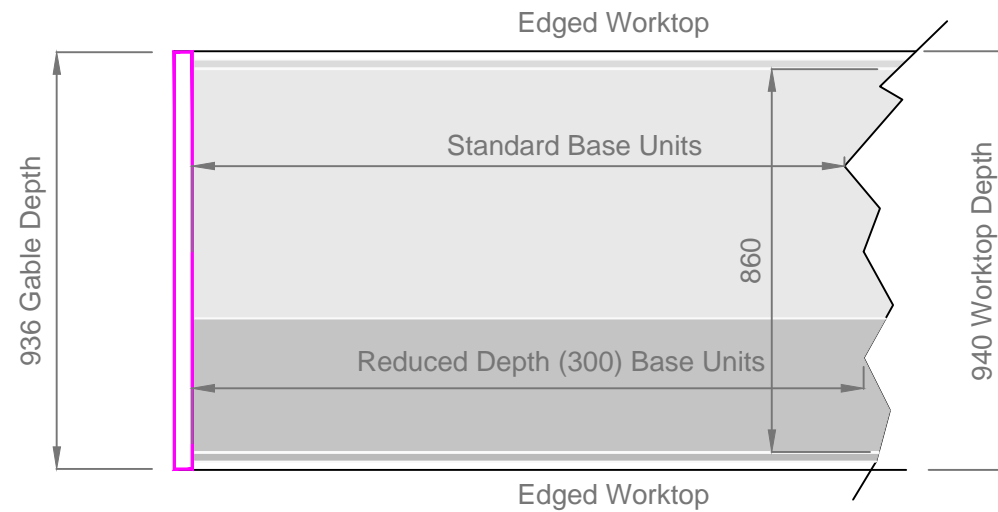 Edged Worktop
936 Gable Depth
Standard Base Units
860
940 Worktop Depth
Reduced Depth (300) Base Units
Edged Worktop